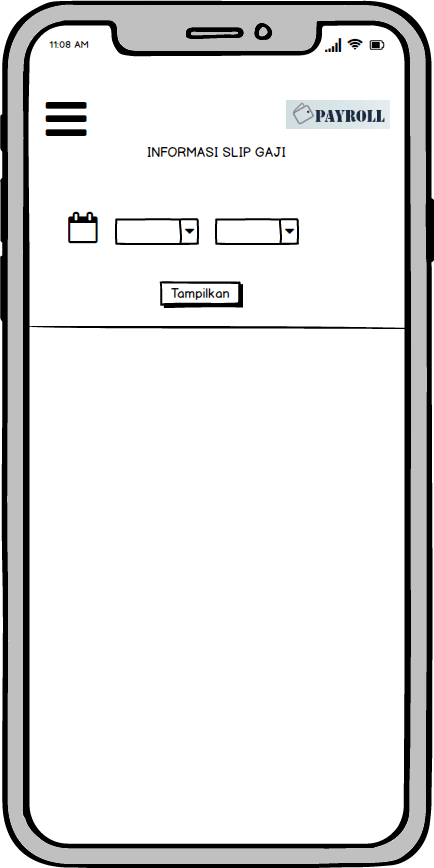 11:08 AM
PAYROLL
INFORMASI SLIP GAJI
Tampilkan